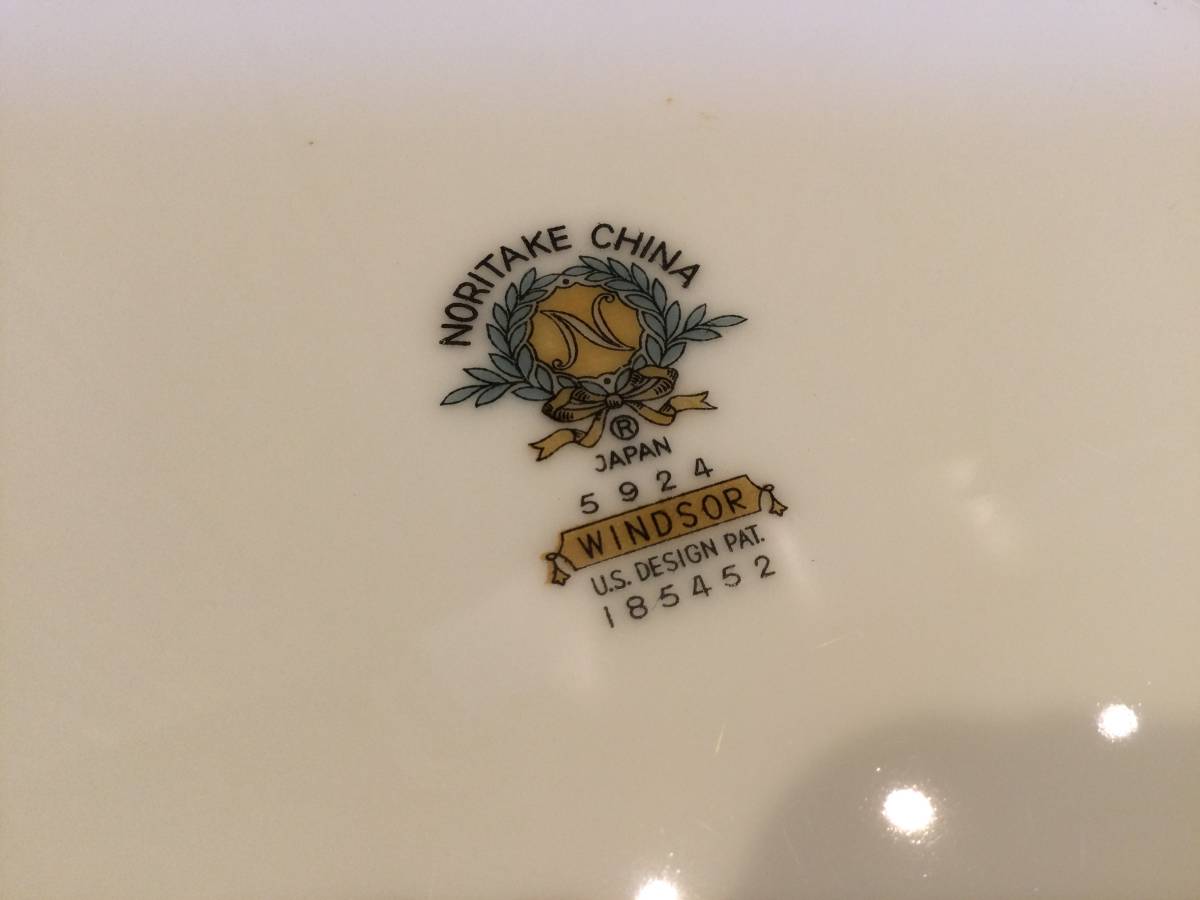 NORITAKE CHINA
N
®
JAPAN
5924
WINDSOR
U.S. DESIGN PAT.
185452